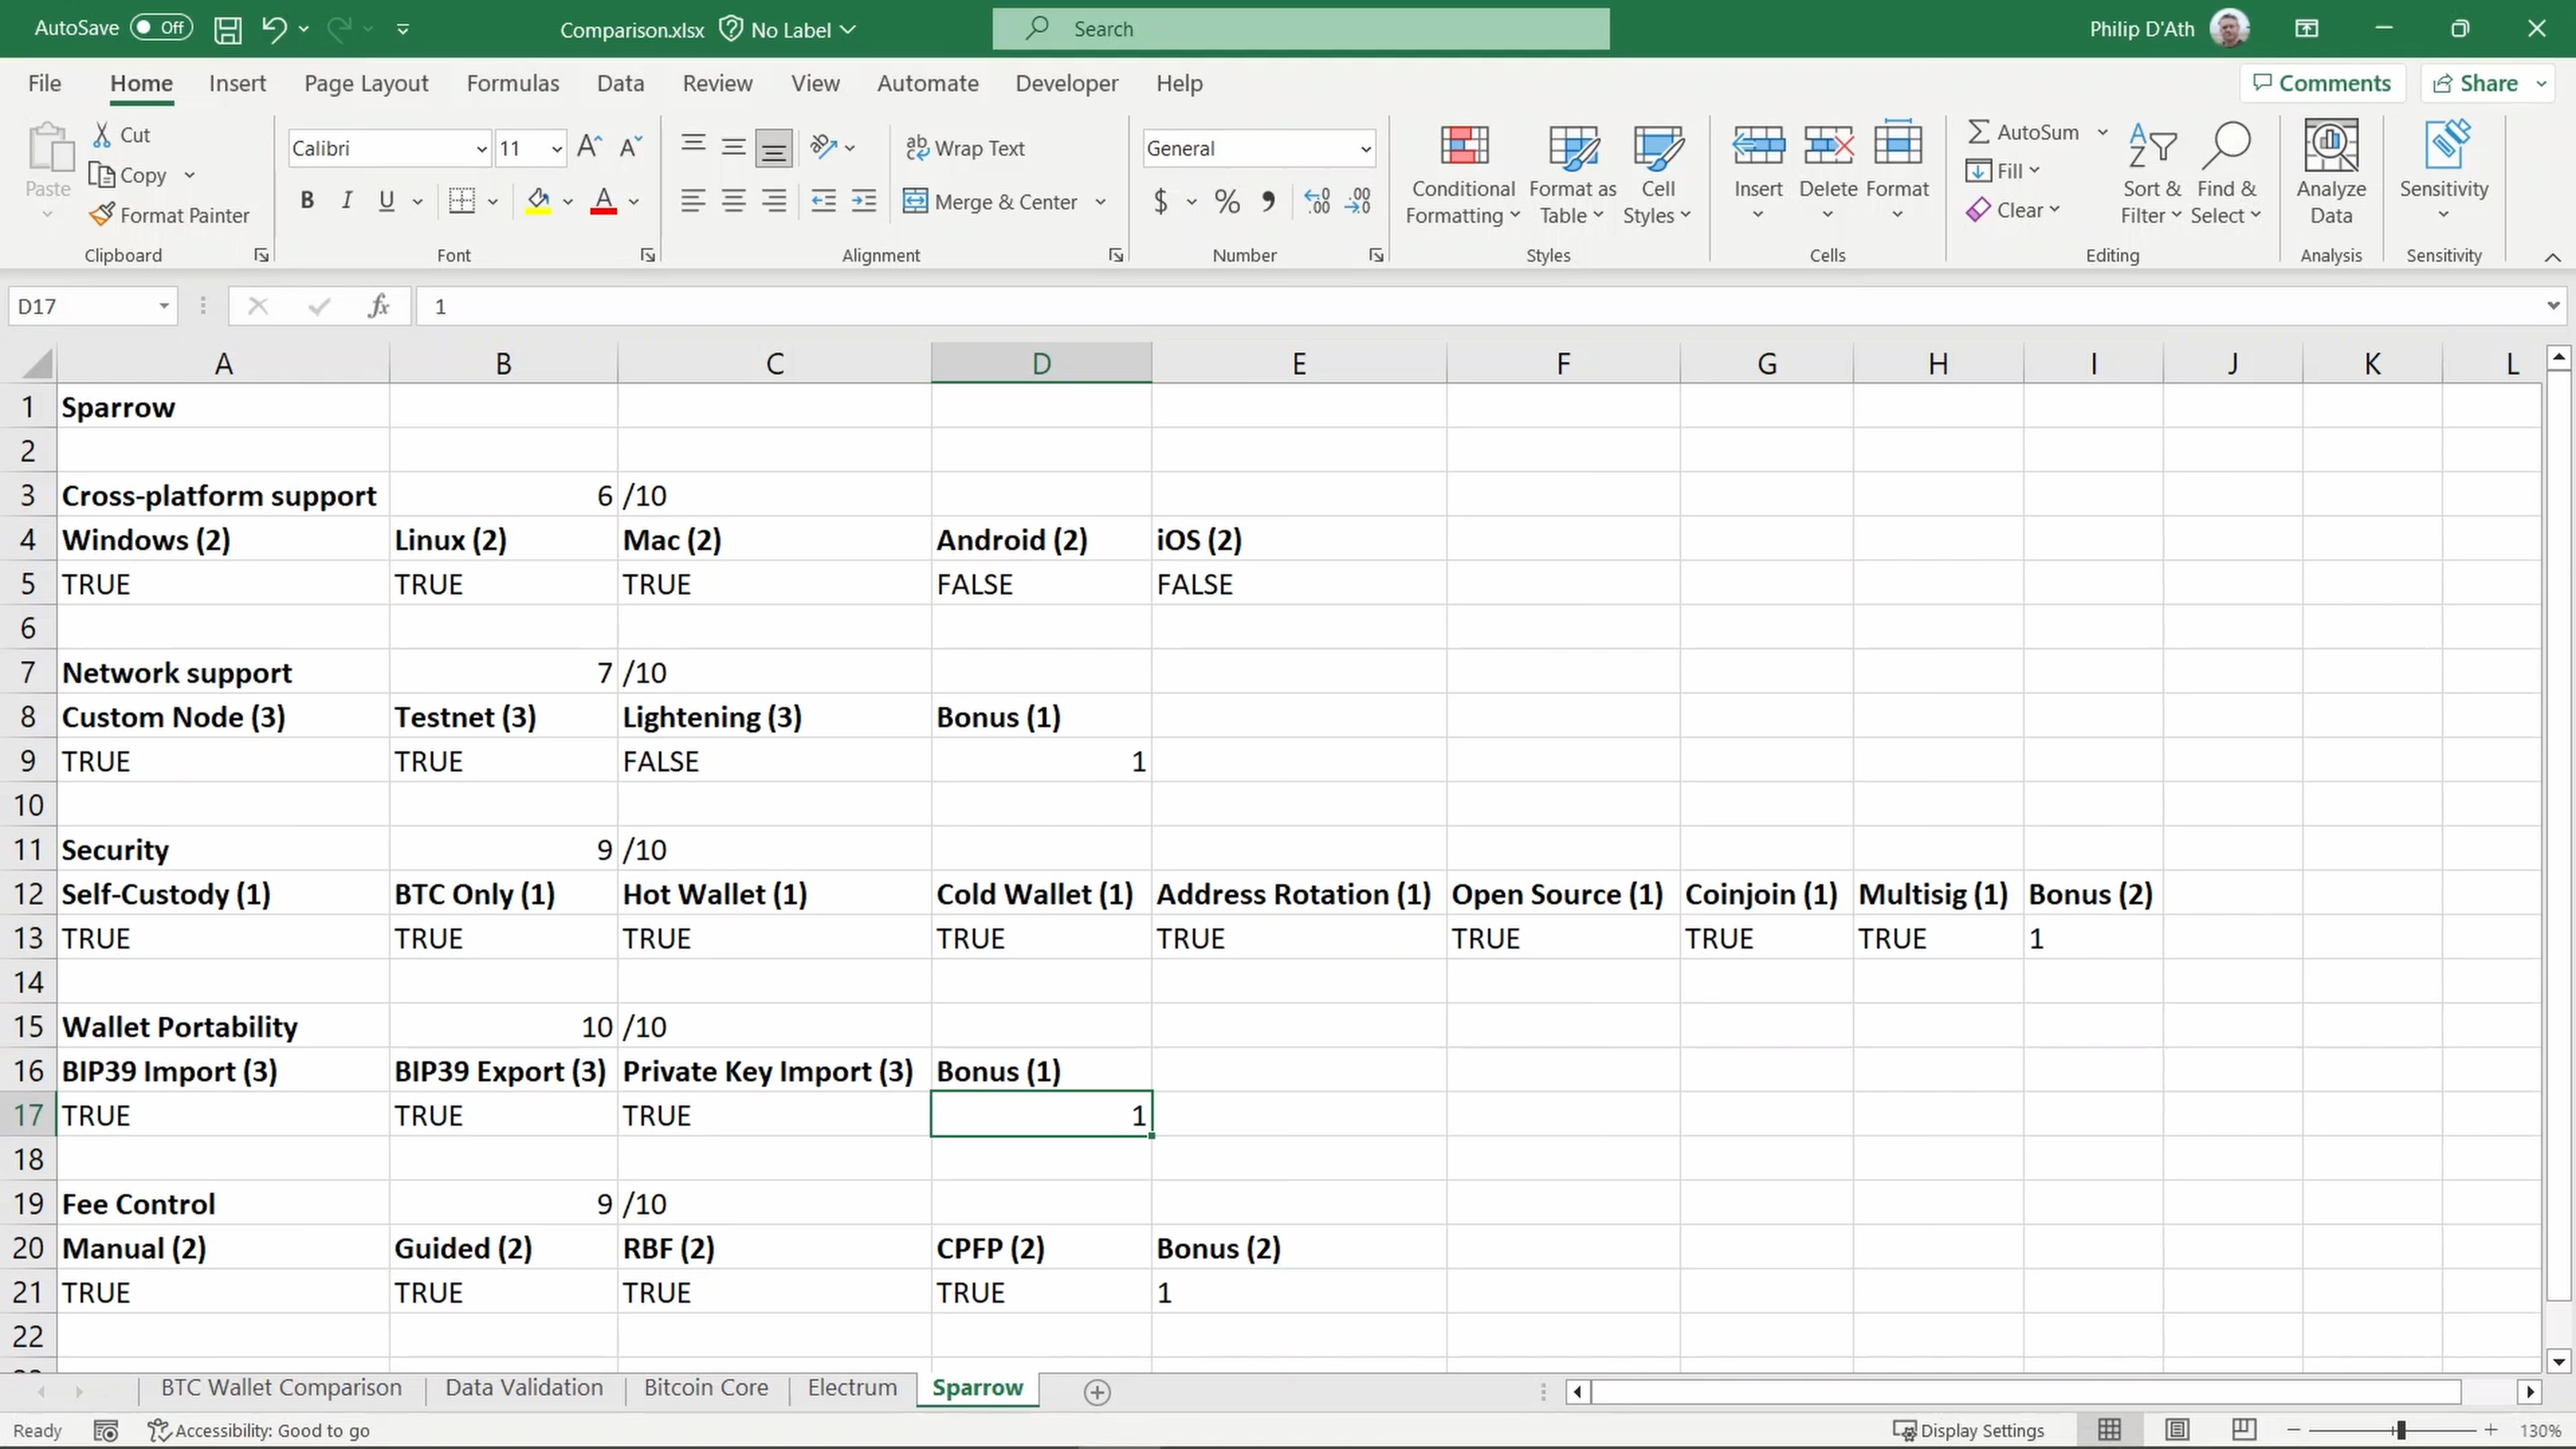 AutoSave Off Comparison.xlsx No Label Search Philip D'Ath
File Home Insert Page Layout Formulas Data Review View Automate Developer Help Comments Share
Paste Cut Copy Format Painter Clipboard
Calibri 11 B I U A Font
ab Wrap Text Merge & Center Alignment
General $ % , .00 Number
Conditional Formatting Format as Table Cell Styles Styles
Insert Delete Format Cells
AutoSum Fill Clear Sort & Filter Find & Select Editing
Analyze Data Analysis
Sensitivity Sensitivity
D17 fx 1
A B C D E F G H I J K L
1 Sparrow
2
3 Cross-platform support 6 /10
4 Windows (2) Linux (2) Mac (2) Android (2) iOS (2)
5 TRUE TRUE TRUE FALSE FALSE
6
7 Network support 7 /10
8 Custom Node (3) Testnet (3) Lightening (3) Bonus (1)
9 TRUE TRUE FALSE 1
10
11 Security 9 /10
12 Self-Custody (1) BTC Only (1) Hot Wallet (1) Cold Wallet (1) Address Rotation (1) Open Source (1) Coinjoin (1) Multisig (1) Bonus (2)
13 TRUE TRUE TRUE TRUE TRUE TRUE TRUE TRUE 1
14
15 Wallet Portability 10 /10
16 BIP39 Import (3) BIP39 Export (3) Private Key Import (3) Bonus (1)
17 TRUE TRUE TRUE 1
18
19 Fee Control 9 /10
20 Manual (2) Guided (2) RBF (2) CPFP (2) Bonus (2)
21 TRUE TRUE TRUE TRUE 1
22
BTC Wallet Comparison Data Validation Bitcoin Core Electrum Sparrow
Ready Accessibility: Good to go Display Settings 130%